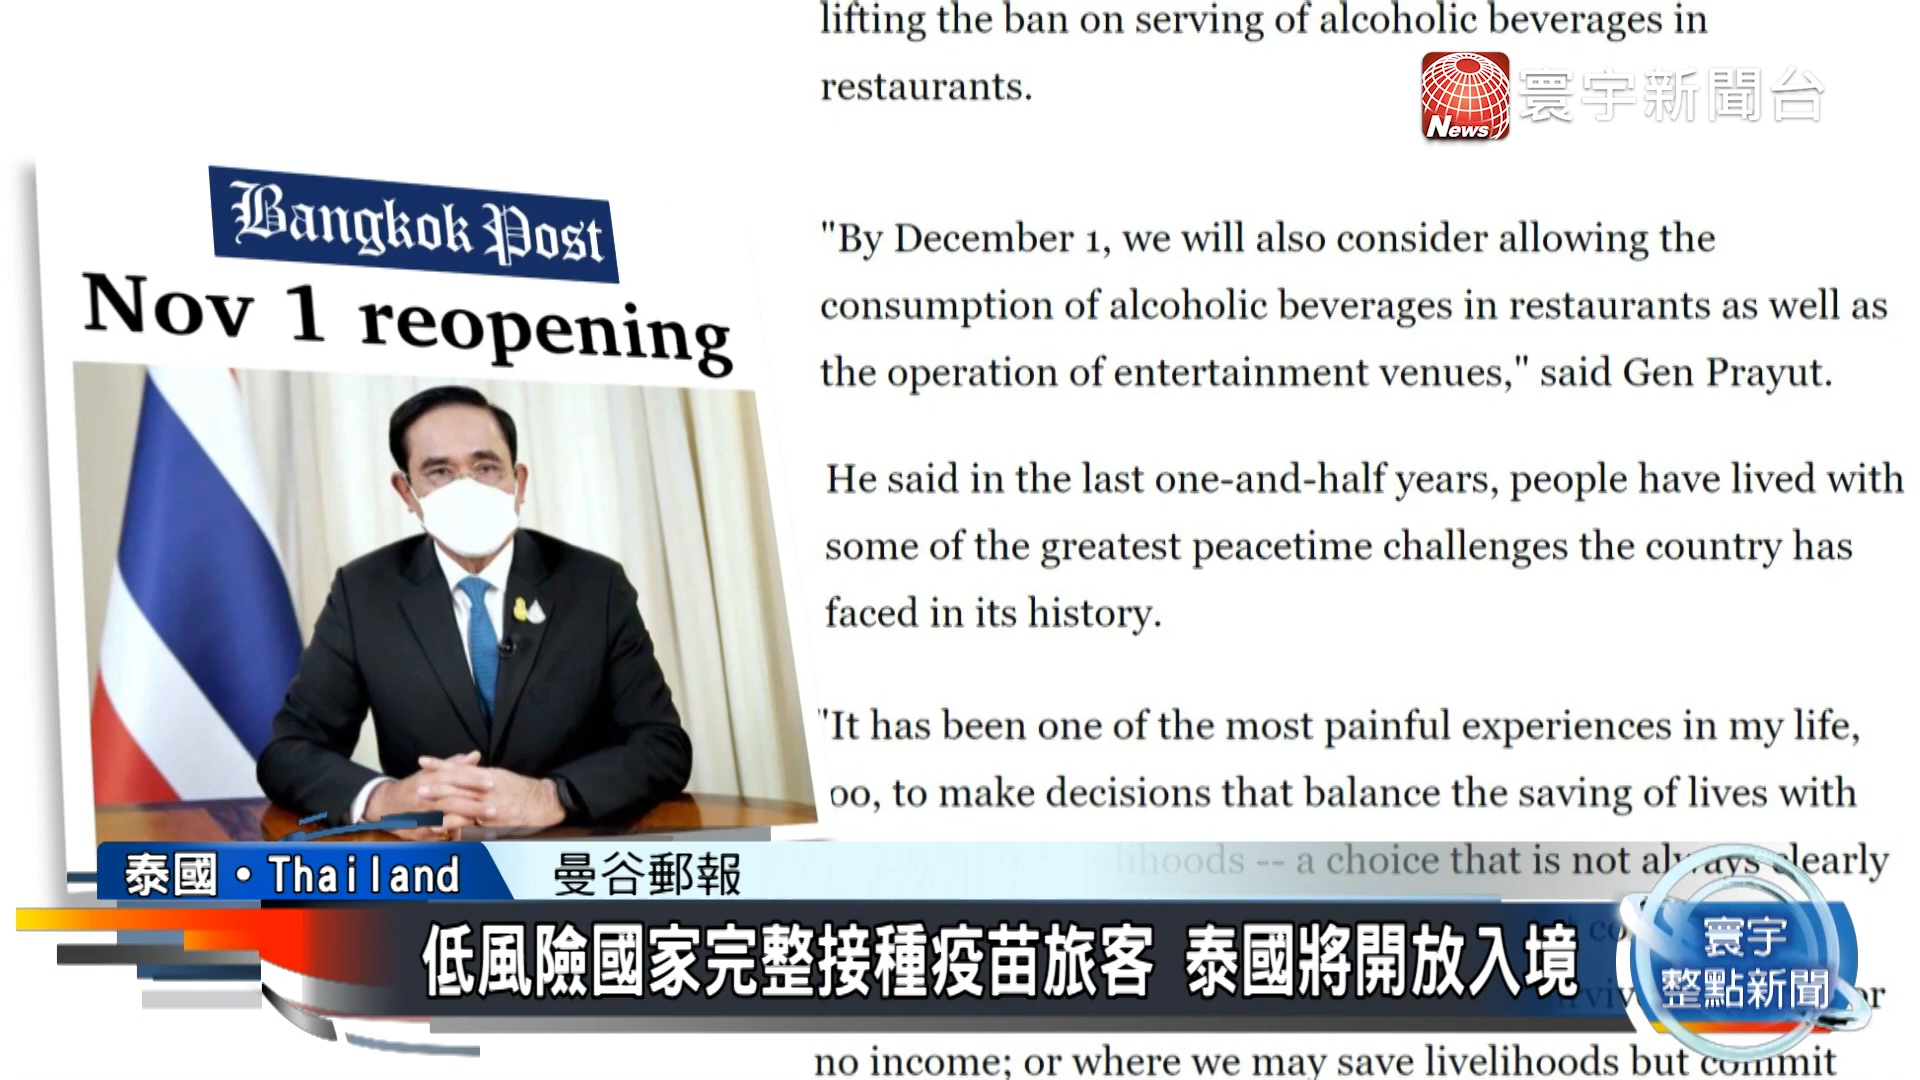 lifting the ban on serving of alcoholic beverages in
restaurants.
News 寰宇新聞台
Bangkok Post
Nov 1 reopening
"By December 1, we will also consider allowing the
consumption of alcoholic beverages in restaurants as well as
the operation of entertainment venues," said Gen Prayut.
He said in the last one-and-half years, people have lived with
some of the greatest peacetime challenges the country has
faced in its history.
"It has been one of the most painful experiences in my life,
oo, to make decisions that balance the saving of lives with
lihoods -- a choice that is not always clearly
泰國·Thailand
曼谷郵報
低風險國家完整接種疫苗旅客 泰國將開放入境
寰宇
整點新聞
no income; or where we may save livelihoods but commit